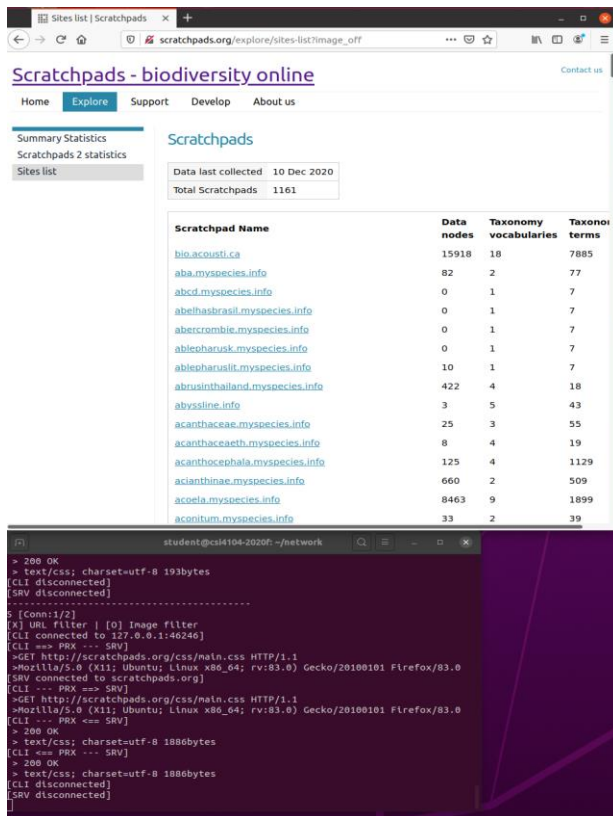 Sites list | Scratchpads × +
scratchpads.org/explore/sites-list?image_off
Scratchpads - biodiversity online
Contact us
Home Explore Support Develop About us
Summary Statistics
Scratchpads 2 statistics
Sites list
Scratchpads
Data last collected 10 Dec 2020
Total Scratchpads 1161
Scratchpad Name Data nodes Taxonomy vocabularies Taxonor terms
bio.acousti.ca 15918 18 7885
aba.myspecies.info 82 2 77
abcd.myspecies.info 0 1 7
abelhasbrasil.myspecies.info 0 1 7
abercrombie.myspecies.info 0 1 7
ablepharusk.myspecies.info 0 1 7
ablepharuslit.myspecies.info 10 1 7
abrusinthailand.myspecies.info 422 4 18
abyssline.info 3 5 43
acanthaceae.myspecies.info 25 3 55
acanthaceaeth.myspecies.info 8 4 19
acanthocephala.myspecies.info 125 4 1129
acianthinae.myspecies.info 660 2 509
acoela.myspecies.info 8463 9 1899
aconitum.myspecies.info 33 2 39
student@csi4104-2020f: ~/network
> 200 OK
> text/css; charset=utf-8 193bytes
[CLI disconnected]
[SRV disconnected]
-----------------------------------------
5 [Conn:1/2]
[X] URL filter | [O] Image filter
[CLI connected to 127.0.0.1:46246]
[CLI ==> PRX --- SRV]
>GET http://scratchpads.org/css/main.css HTTP/1.1
>Mozilla/5.0 (X11; Ubuntu; Linux x86_64; rv:83.0) Gecko/20100101 Firefox/83.0
[SRV connected to scratchpads.org]
[CLI --- PRX ==> SRV]
>GET http://scratchpads.org/css/main.css HTTP/1.1
>Mozilla/5.0 (X11; Ubuntu; Linux x86_64; rv:83.0) Gecko/20100101 Firefox/83.0
[CLI --- PRX <== SRV]
> 200 OK
> text/css; charset=utf-8 1886bytes
[CLI <== PRX --- SRV]
> 200 OK
> text/css; charset=utf-8 1886bytes
[CLI disconnected]
[SRV disconnected]